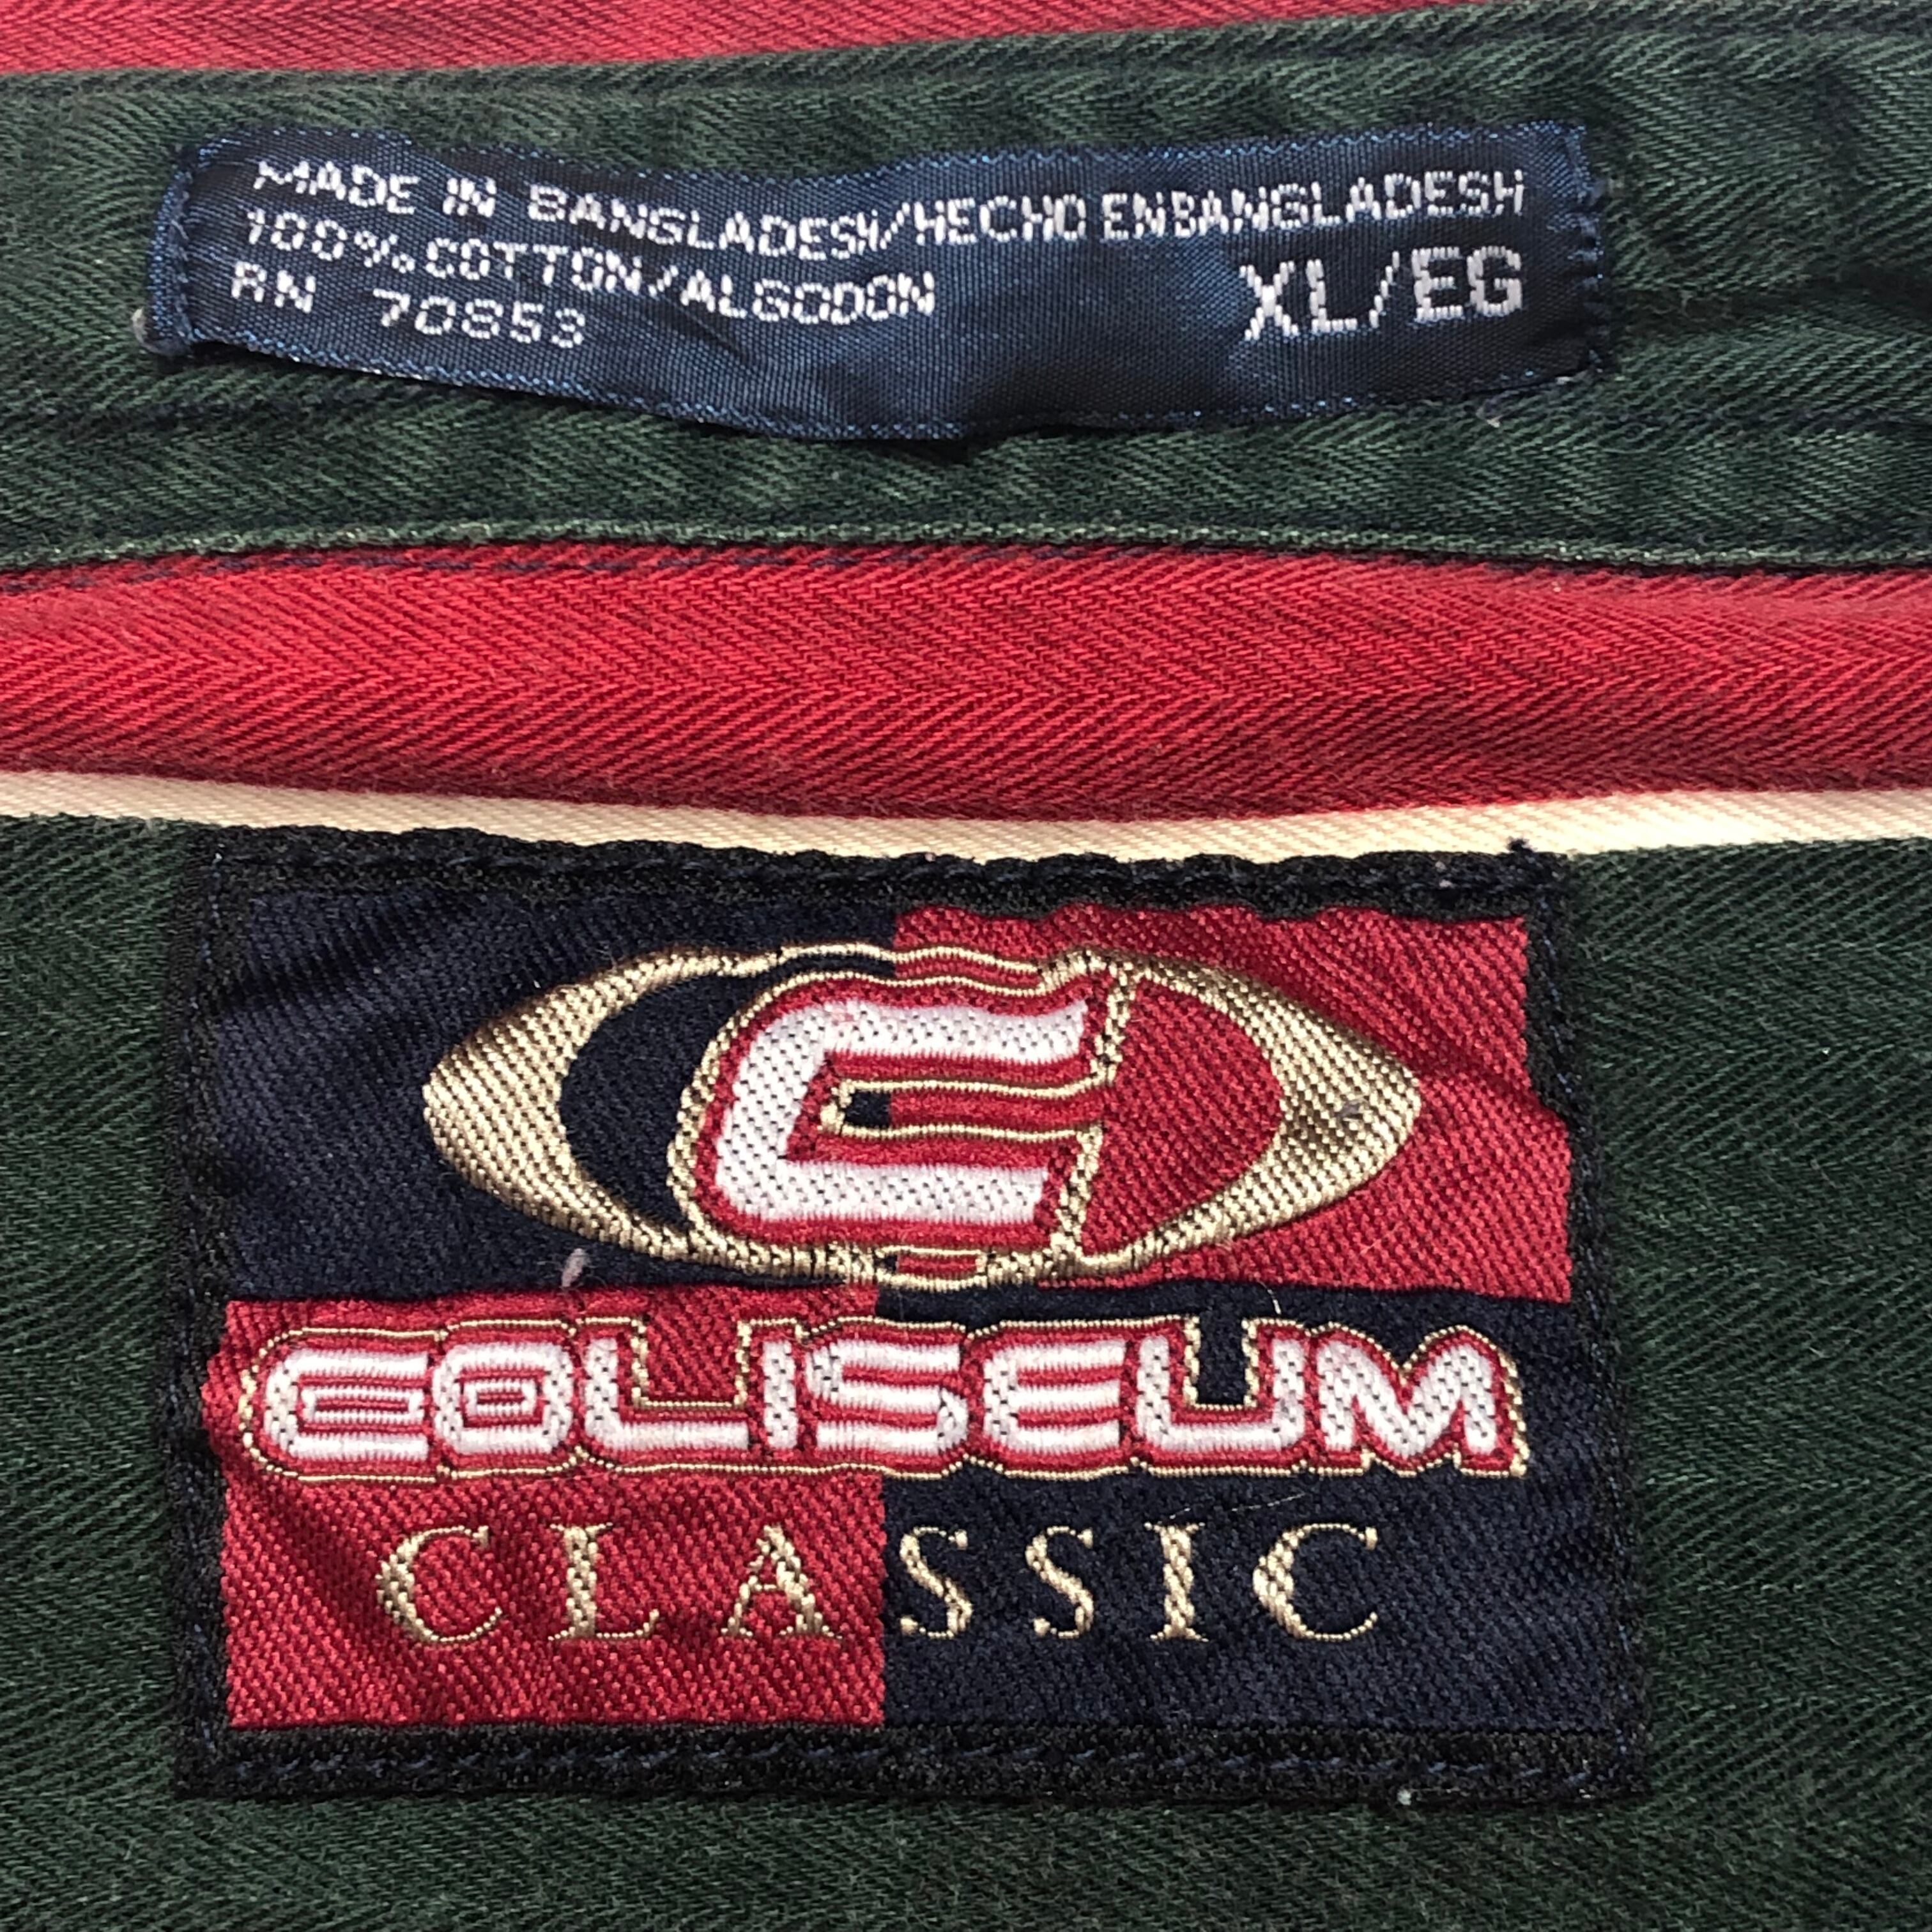 MADE IN BANGLADESH/HECHO EN BANGLADESH
100% COTTON/ALGODON
XL/EG
RN 70853
C
COLISEUM
CLASSIC